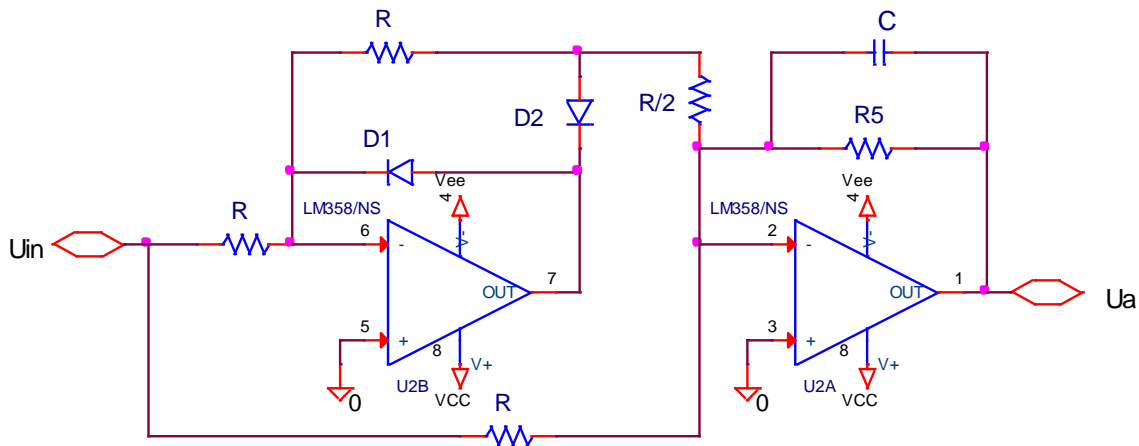 R
C
R/2
D2
R5
D1
Vee
4
LM358/NS
Vee
4
LM358/NS
R
Uin
6
-
V-
2
-
V-
7
OUT
1
OUT
Ua
5
+
8
V+
3
+
8
V+
U2B
VCC
0
U2A
VCC
0
R